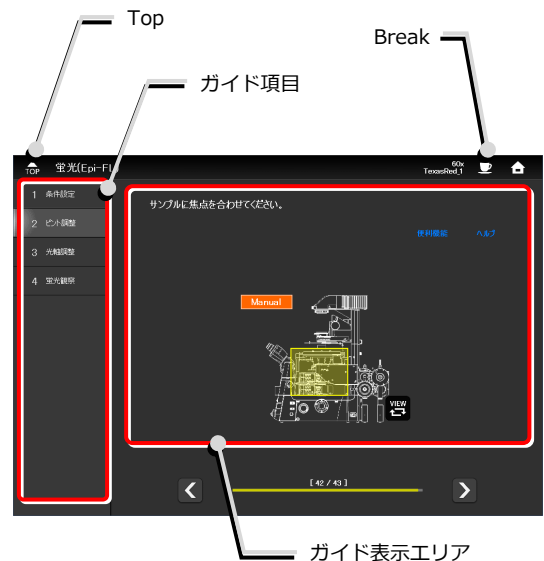 Top
Break
ガイド項目
TOP
蛍光(Epi-Fl
60x
TexasRed_1
1 条件設定
2 ピント調整
3 光軸調整
4 蛍光観察
サンプルに焦点を合わせてください。
便利機能 ヘルプ
Manual
VIEW
[ 42 / 43 ]
ガイド表示エリア